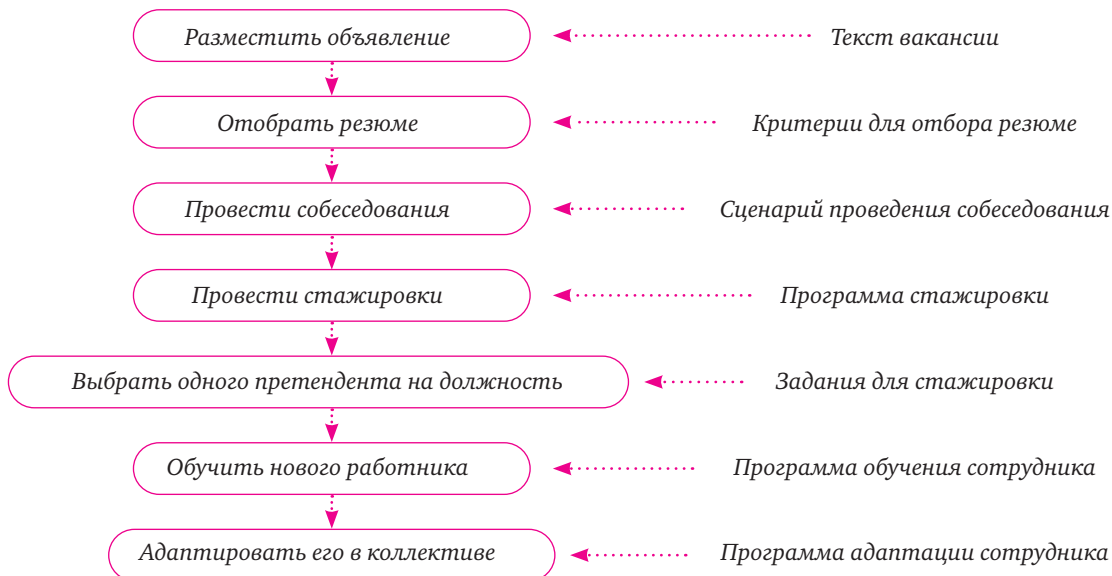 Разместить объявление
Текст вакансии
Отобрать резюме
Критерии для отбора резюме
Провести собеседования
Сценарий проведения собеседования
Провести стажировки
Программа стажировки
Выбрать одного претендента на должность
Задания для стажировки
Обучить нового работника
Программа обучения сотрудника
Адаптировать его в коллективе
Программа адаптации сотрудника